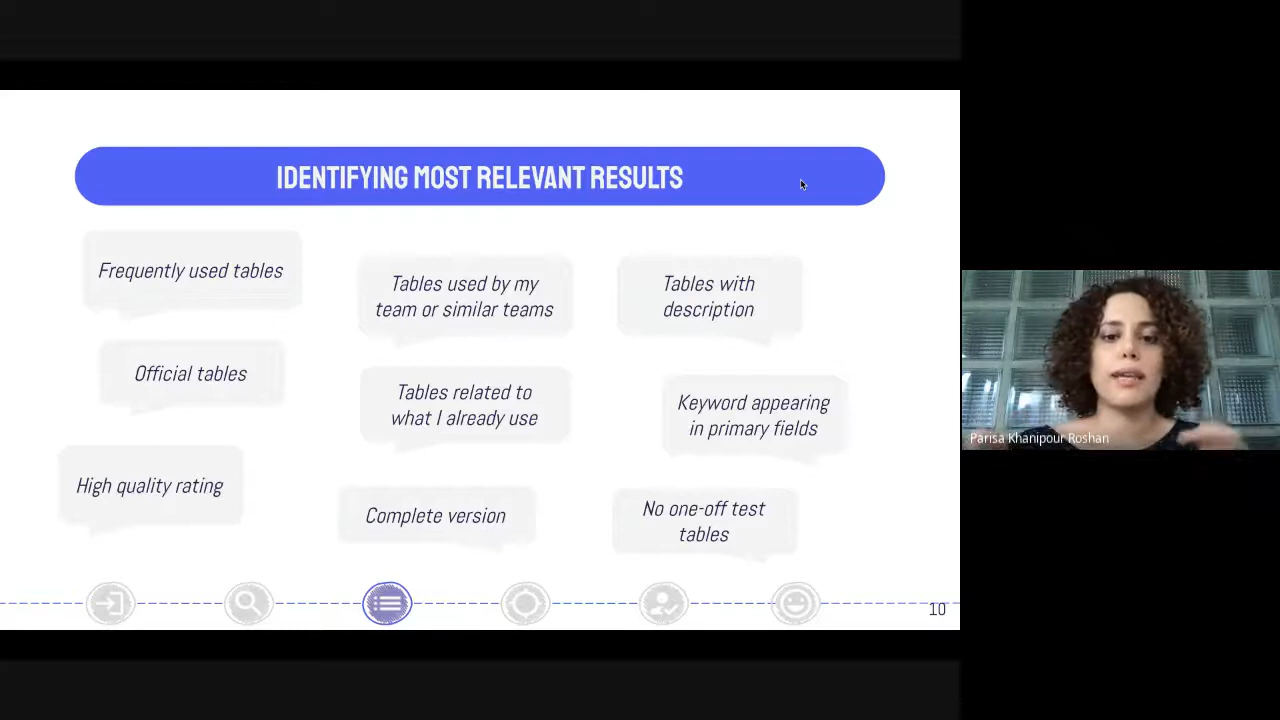 IDENTIFYING MOST RELEVANT RESULTS
Frequently used tables
Tables used by my
team or similar teams
Tables with
description
Official tables
Tables related to
what I already use
Keyword appearing
in primary fields
High quality rating
Complete version
No one-off test
tables
10
Parisa Khanipour Roshan